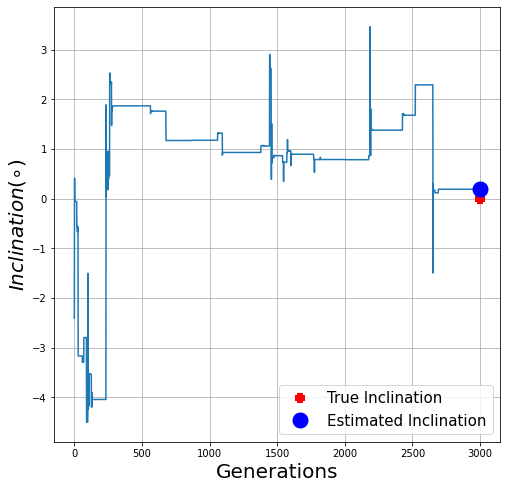 3
2
1
0
−1
−2
−3
−4
Inclination(∘)
0 500 1000 1500 2000 2500 3000
Generations
True Inclination
Estimated Inclination